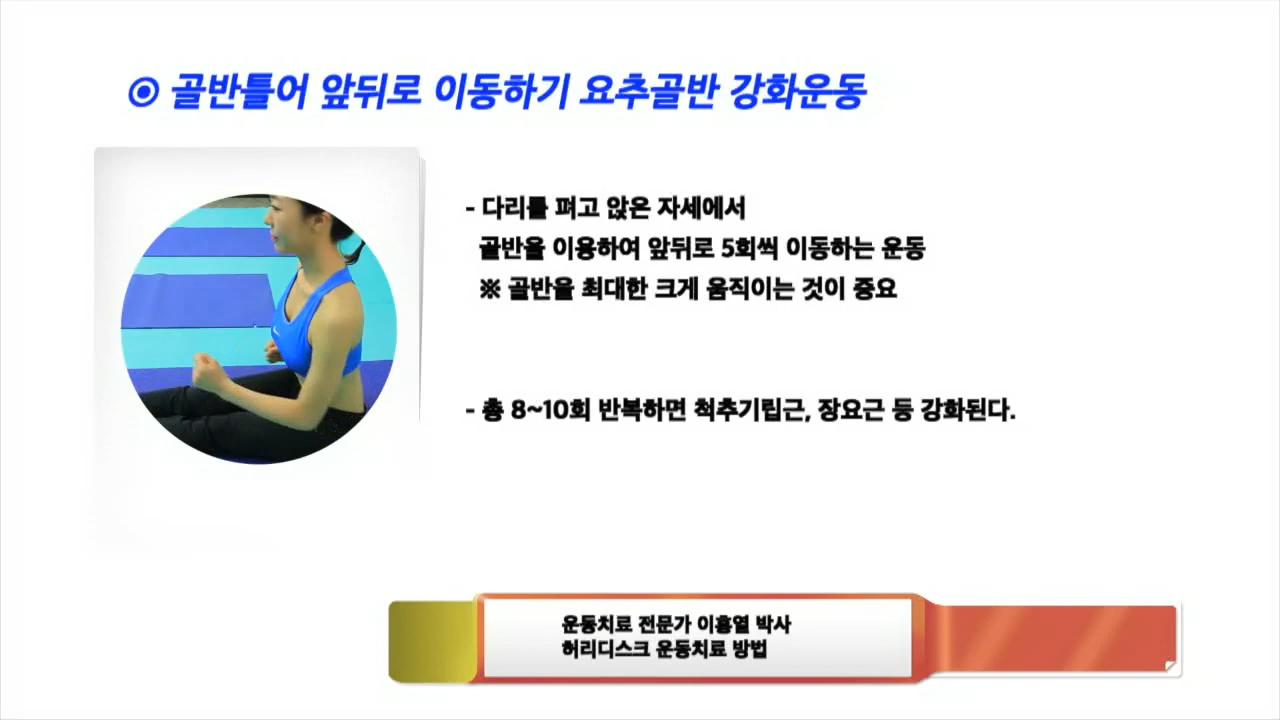 ◎ 골반틀어 앞뒤로 이동하기 요추골반 강화운동
- 다리를 펴고 앉은 자세에서
골반을 이용하여 앞뒤로 5회씩 이동하는 운동
※ 골반을 최대한 크게 움직이는 것이 중요
- 총 8~10회 반복하면 척추기립근, 장요근 등 강화된다.
운동치료 전문가 이홍열 박사
허리디스크 운동치료 방법